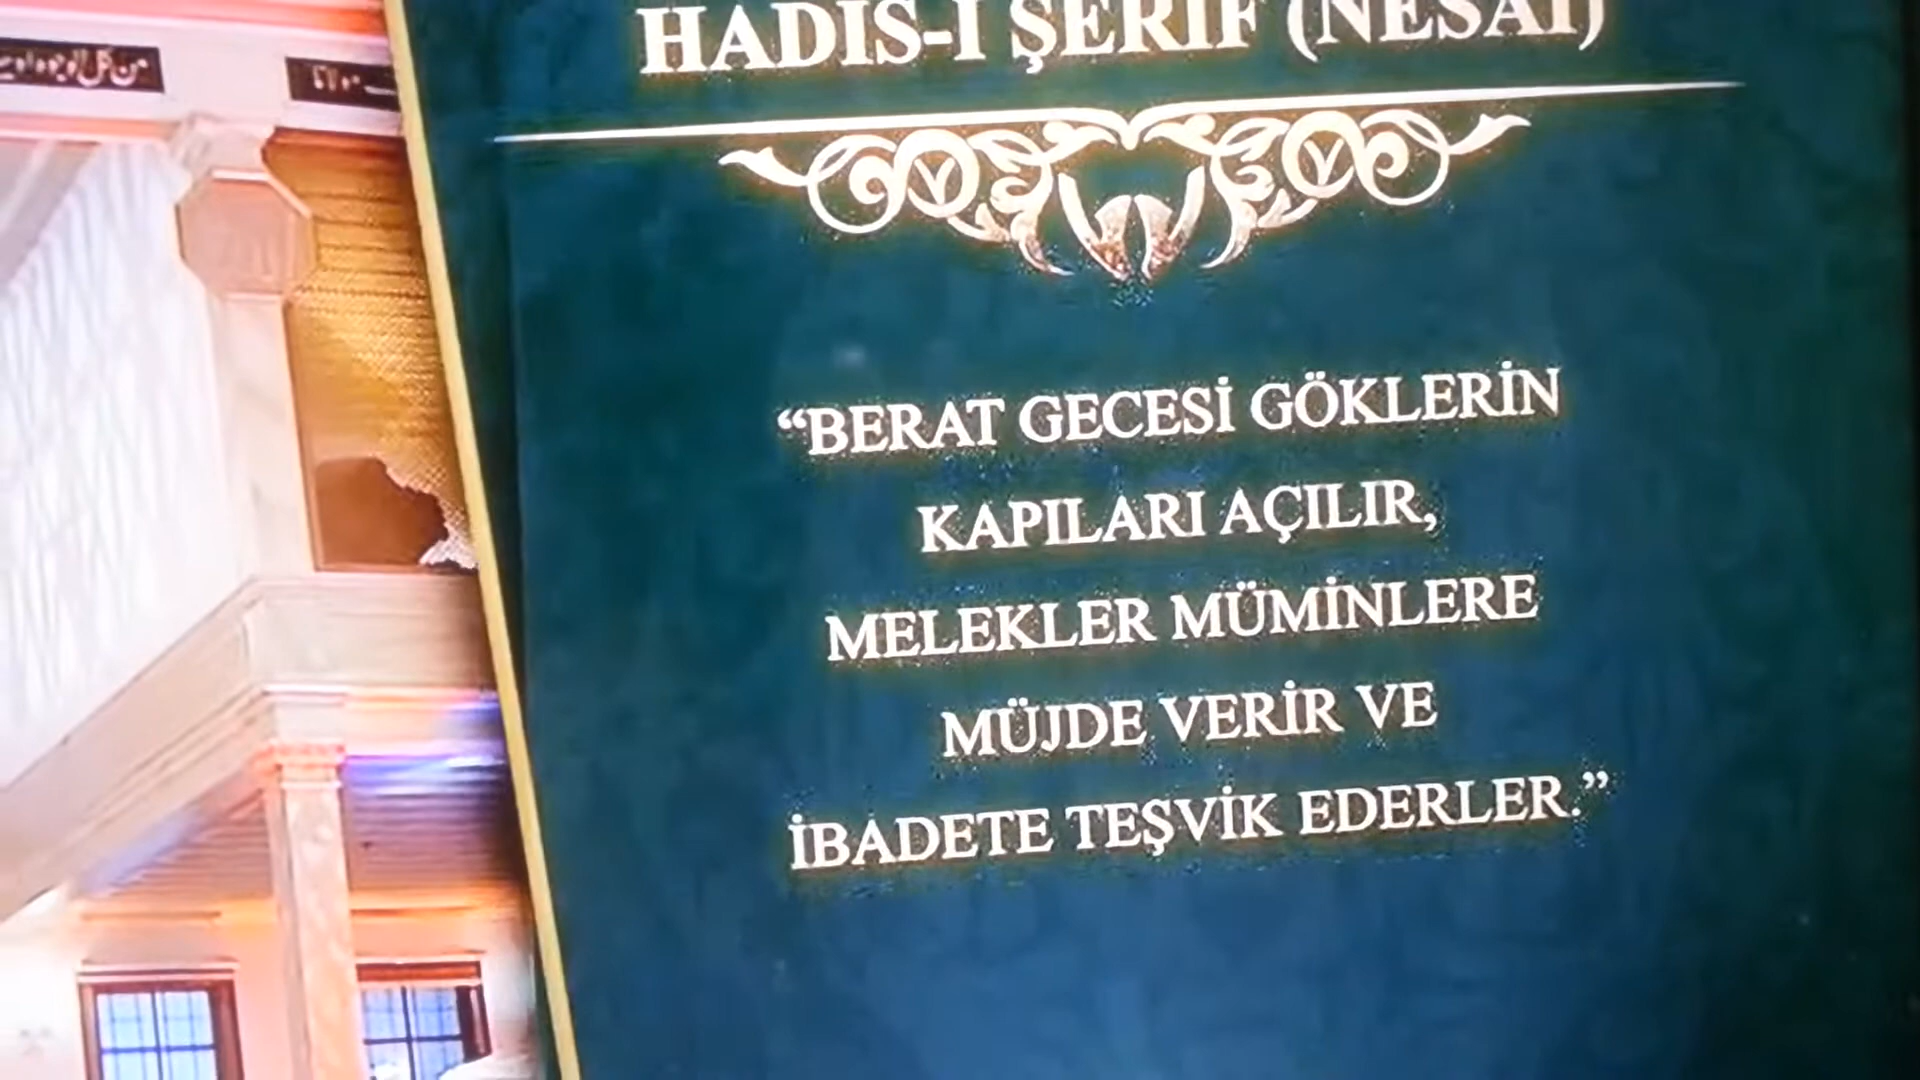 HADİS-İ ŞERİF (NESAİ)
“BERAT GECESİ GÖKLERİN
KAPILARI AÇILIR,
MELEKLER MÜMİNLERE
MÜJDE VERİR VE
İBADETE TEŞVİK EDERLER.”